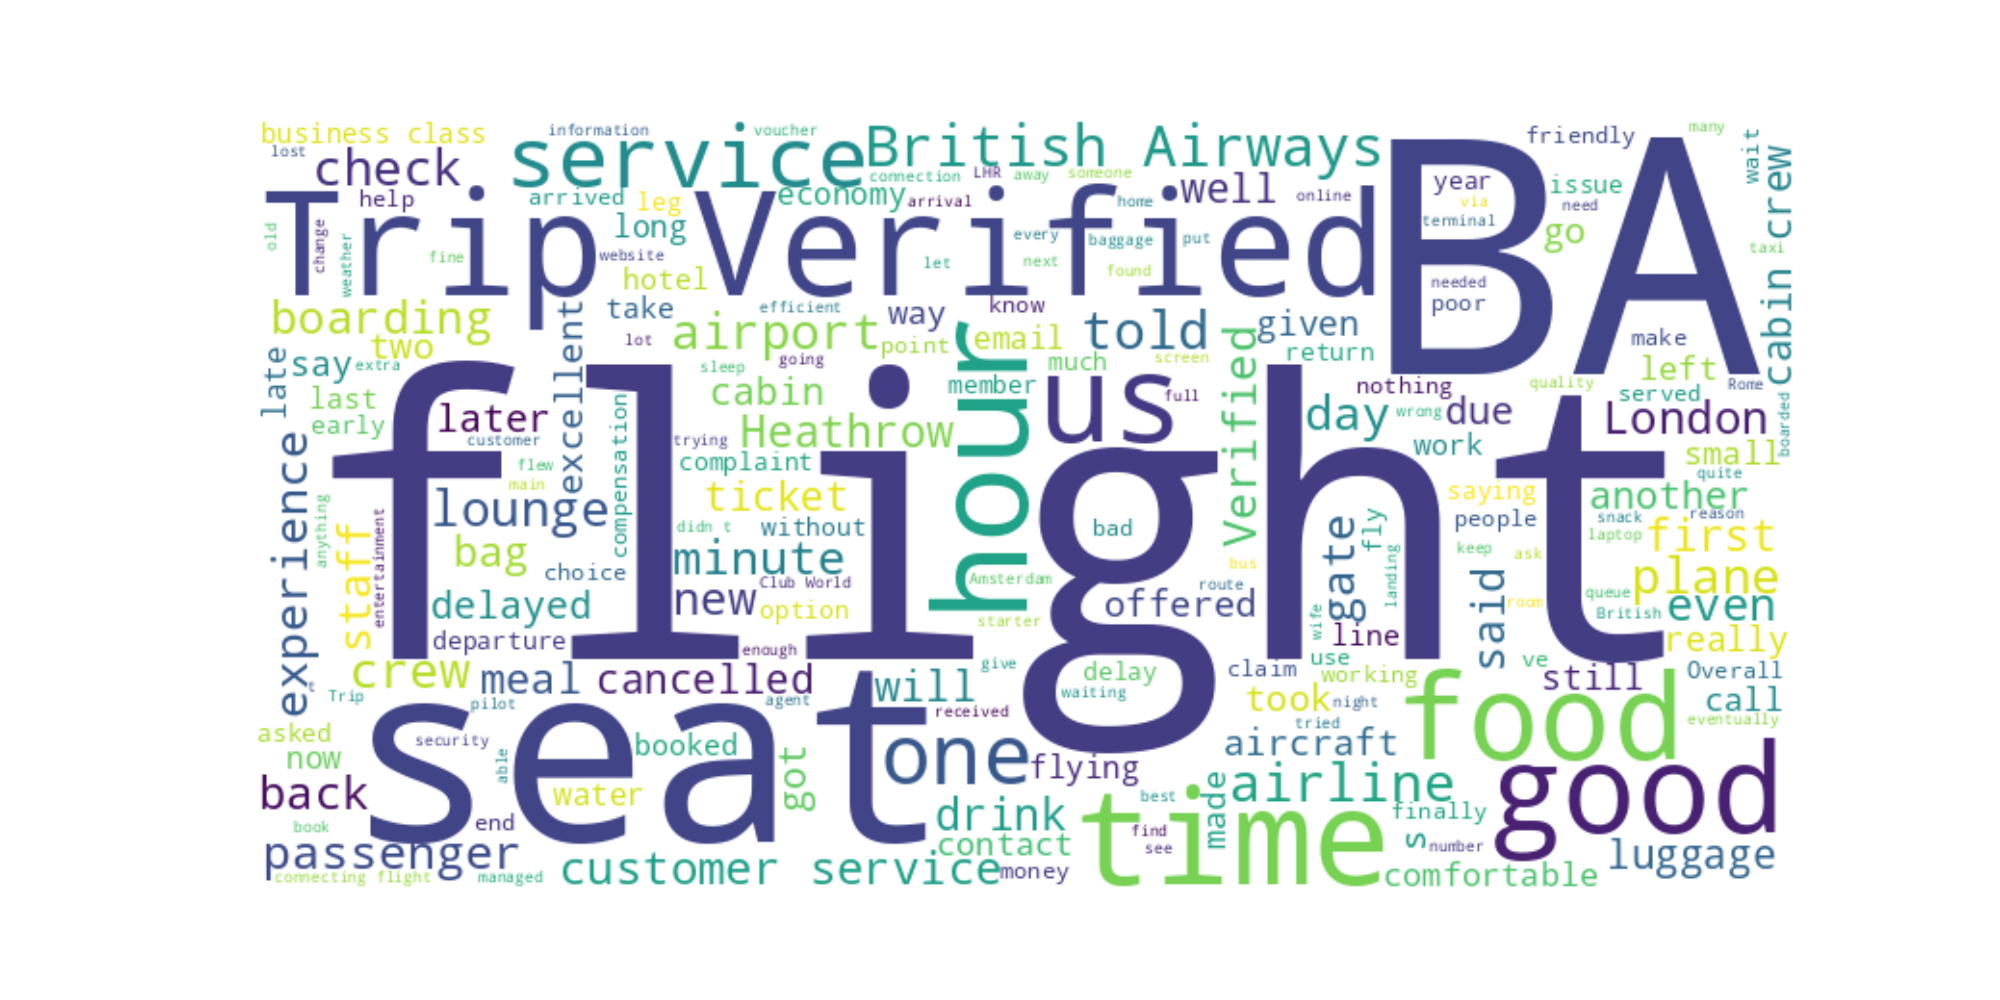 business class
information
voucher
British Airways
friendly
many
lost
check
service
connection
LHR
away
someone
well
online
year
issue
wait
help
arrived
leg
economy
arrival
home
via
need
Trip Verified
BA
terminal
go
cabin crew
old
change
weather
fine
long
website
every
baggage
put
let
next
found
taxi
hotel
needed
poor
boarding
take
efficient
way
know
two
excellent
lot
airport
point
email
told
given
make
late
say
extra
sleep
going
hour
much
screen
Verified
return
left
last
cabin
member
full
nothing
quality
served
Rome
early
later
compensation
Heathrow
us
day
wrong
due
London
boarded
customer
trying
work
small
flight
experience
flew
main
complaint
quite
anything
lounge
ticket
saying
another
staff
entertainment
didn t
without
bad
gate
fly
people
snack
reason
bag
minute
keep
ask
laptop
first
choice
Club World
Amsterdam
bus
landing
plane
delayed
new
option
offered
route
said
room
queue
British
even
departure
starter
wife
line
really
enough
crew
meal
cancelled
will
give
delay
waiting
claim
use
working
ve
still
Overall
t
Trip
pilot
agent
received
took
night
food
call
asked
security
seat
booked
one
tried
eventually
now
able
got
flying
aircraft
back
water
best
made
airline
good
book
end
drink
time
find
see
finally
s
number
passenger
contact
luggage
connecting flight
managed
customer service
money
comfortable